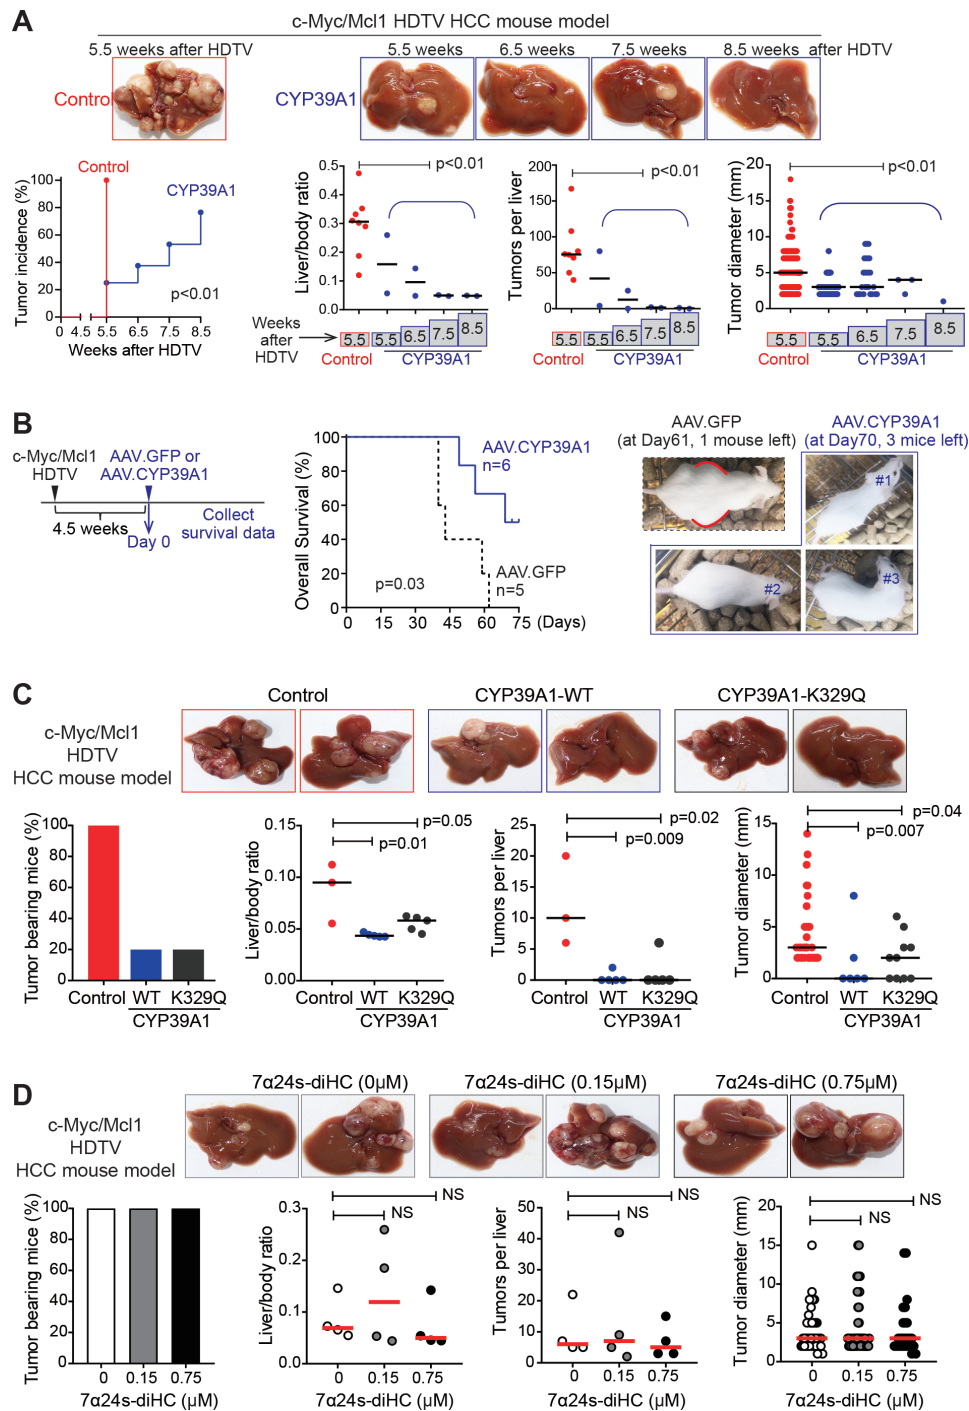 A
c-Myc/Mcl1 HDTV HCC mouse model
5.5 weeks after HDTV
5.5 weeks
6.5 weeks
7.5 weeks
8.5 weeks after HDTV
Control
CYP39A1
Tumor incidence (%)
100
80
60
40
20
0
Control
CYP39A1
p<0.01
0 4.5 5.5 6.5 7.5 8.5
Weeks after HDTV
Liver/body ratio
0.5
0.4
0.3
0.2
0.1
0.0
p<0.01
Weeks
after
HDTV
5.5 5.5 6.5 7.5 8.5
Control CYP39A1
Tumors per liver
200
150
100
50
0
p<0.01
5.5 5.5 6.5 7.5 8.5
Control CYP39A1
Tumor diameter (mm)
20
15
10
5
0
p<0.01
5.5 5.5 6.5 7.5 8.5
Control CYP39A1
B
c-Myc/Mcl1
HDTV
AAV.GFP or
AAV.CYP39A1
4.5 weeks
Day 0
Collect
survival data
Overall Survival (%)
100
80
60
40
20
0
AAV.CYP39A1
n=6
AAV.GFP
n=5
p=0.03
0 15 30 45 60 75 (Days)
AAV.GFP
(at Day61, 1 mouse left)
AAV.CYP39A1
(at Day70, 3 mice left)
#1
#2
#3
C
c-Myc/Mcl1
HDTV
HCC mouse model
Control
CYP39A1-WT
CYP39A1-K329Q
Tumor bearing mice (%)
100
80
60
40
20
0
Control WT K329Q
CYP39A1
Liver/body ratio
0.15
0.10
0.05
0.00
p=0.05
p=0.01
Control WT K329Q
CYP39A1
Tumors per liver
25
20
15
10
5
0
p=0.02
p=0.009
Control WT K329Q
CYP39A1
Tumor diameter (mm)
15
10
5
0
p=0.04
p=0.007
Control WT K329Q
CYP39A1
D
c-Myc/Mcl1
HDTV
HCC mouse model
7α24s-diHC (0μM)
7α24s-diHC (0.15μM)
7α24s-diHC (0.75μM)
Tumor bearing mice (%)
100
80
60
40
20
0
0 0.15 0.75
7α24s-diHC (μM)
Liver/body ratio
0.3
0.2
0.1
0.0
NS
NS
0 0.15 0.75
7α24s-diHC (μM)
Tumors per liver
50
40
30
20
10
0
NS
NS
0 0.15 0.75
7α24s-diHC (μM)
Tumor diameter (mm)
20
15
10
5
0
NS
NS
0 0.15 0.75
7α24s-diHC (μM)